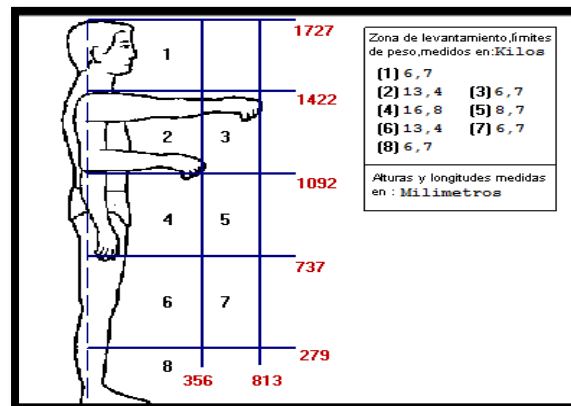 1727
1
Zona de levantamiento,límites
de peso,medidos en:Kilos
(1) 6,7
(2) 13,4 (3) 6,7
(4) 16,8 (5) 8,7
(6) 13,4 (7) 6,7
(8) 6,7
Alturas y longitudes medidas
en : Milimetros
1422
2 3
1092
4 5
737
6 7
279
8
356 813